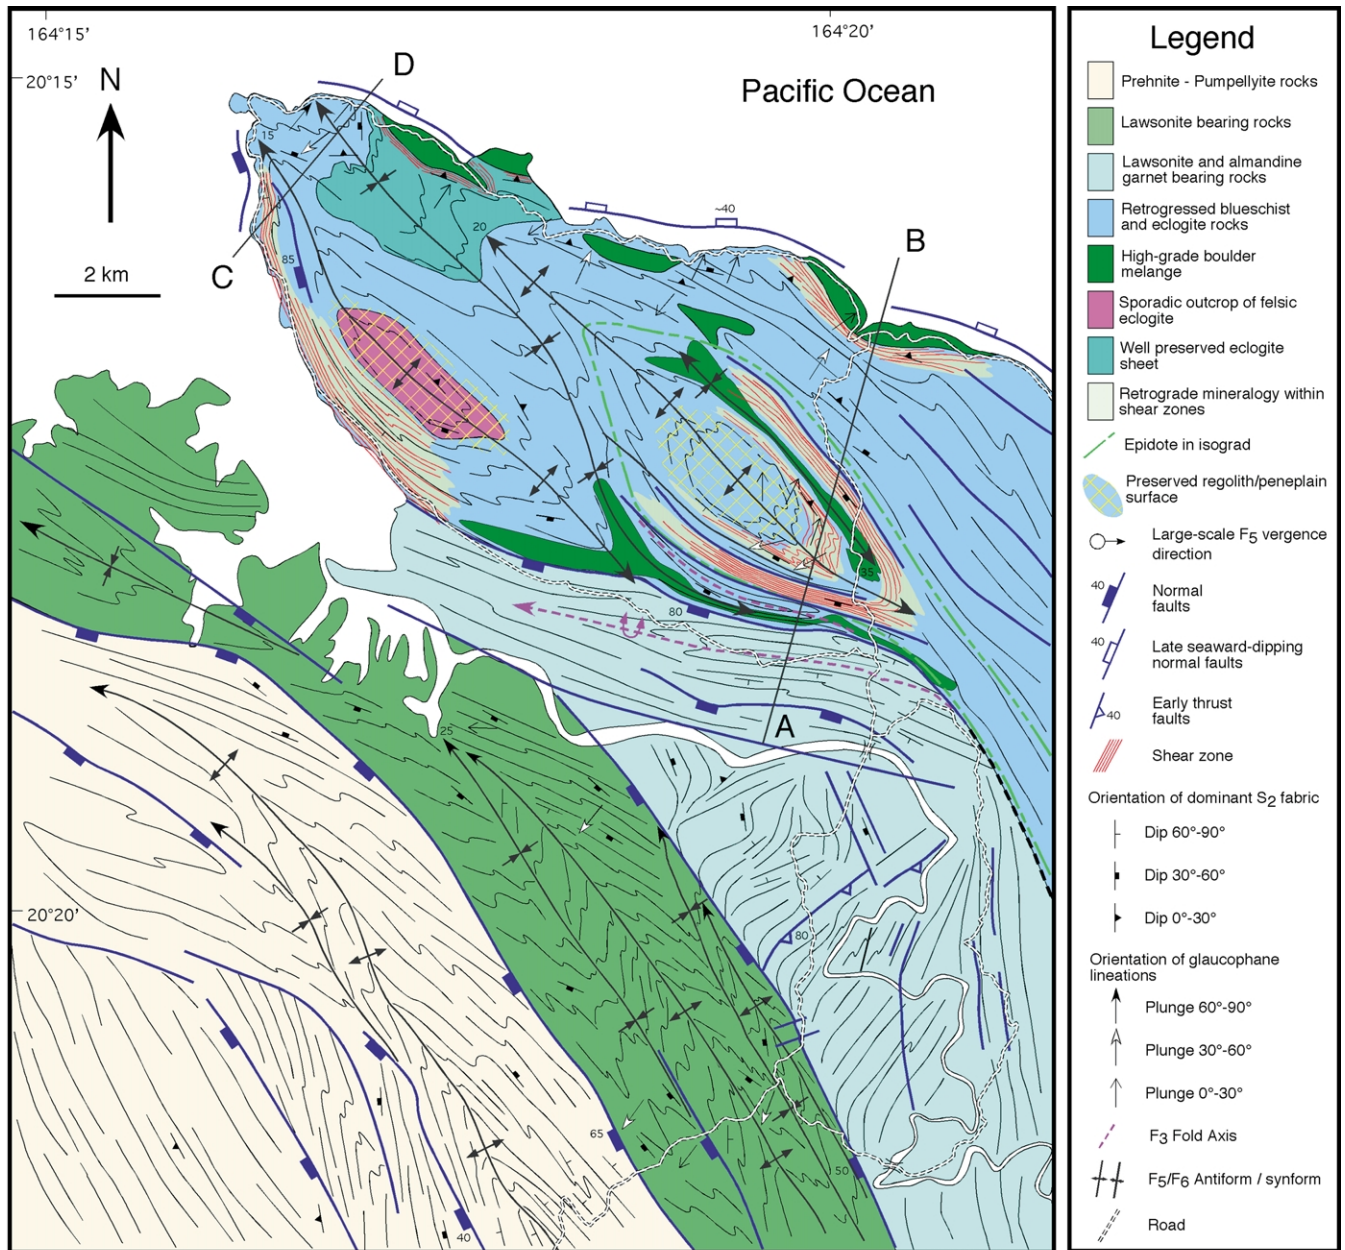 164°15'
164°20'
20°15'
N
D
Pacific Ocean
15
2 km
C
85
20
~40
B
35
80
A
25
20°20'
80
65
50
40
Legend
Prehnite - Pumpellyite rocks
Lawsonite bearing rocks
Lawsonite and almandine
garnet bearing rocks
Retrogressed blueschist
and eclogite rocks
High-grade boulder
melange
Sporadic outcrop of felsic
eclogite
Well preserved eclogite
sheet
Retrograde mineralogy within
shear zones
Epidote in isograd
Preserved regolith/peneplain
surface
Large-scale F5 vergence
direction
40
Normal
faults
40
Late seaward-dipping
normal faults
40
Early thrust
faults
Shear zone
Orientation of dominant S2 fabric
Dip 60°-90°
Dip 30°-60°
Dip 0°-30°
Orientation of glaucophane
lineations
Plunge 60°-90°
Plunge 30°-60°
Plunge 0°-30°
F3 Fold Axis
F5/F6 Antiform / synform
Road